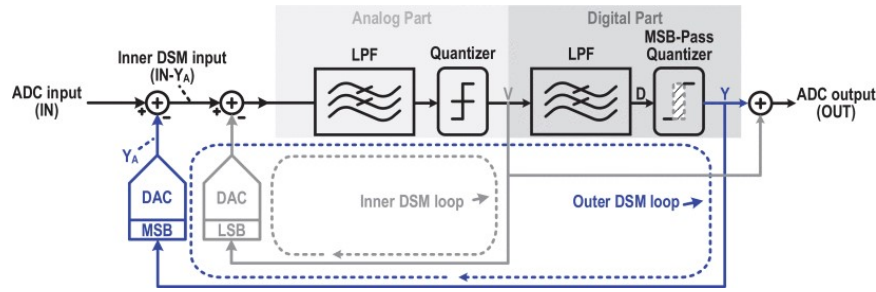 Analog Part
Digital Part
Inner DSM input
(IN-YA)
LPF
Quantizer
LPF
MSB-Pass
Quantizer
ADC input
(IN)
+
−
+
−
V
D
Y
ADC output
(OUT)
YA
DAC
MSB
DAC
LSB
Inner DSM loop
Outer DSM loop